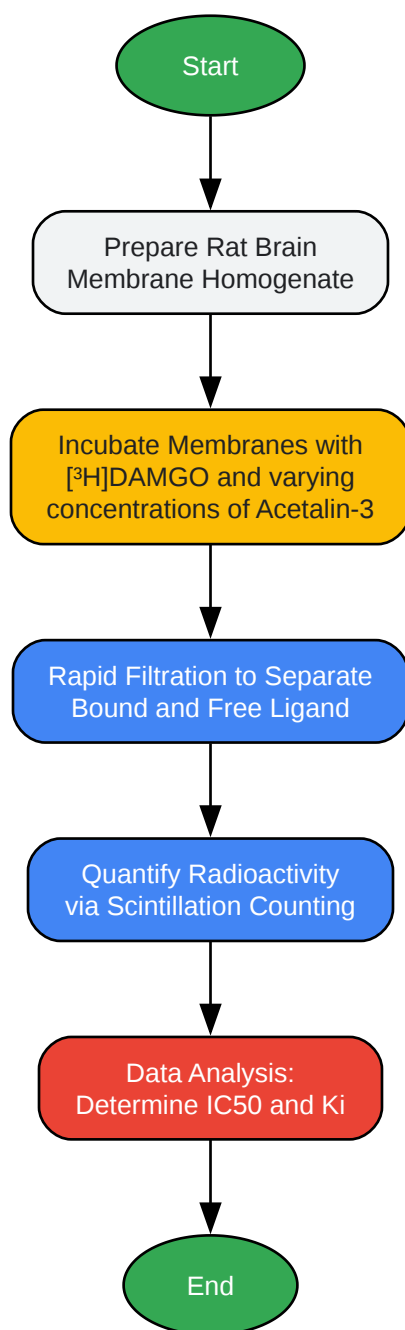 Start
Prepare Rat Brain
Membrane Homogenate
Incubate Membranes with
[³H]DAMGO and varying
concentrations of Acetalin-3
Rapid Filtration to Separate
Bound and Free Ligand
Quantify Radioactivity
via Scintillation Counting
Data Analysis:
Determine IC50 and Ki
End